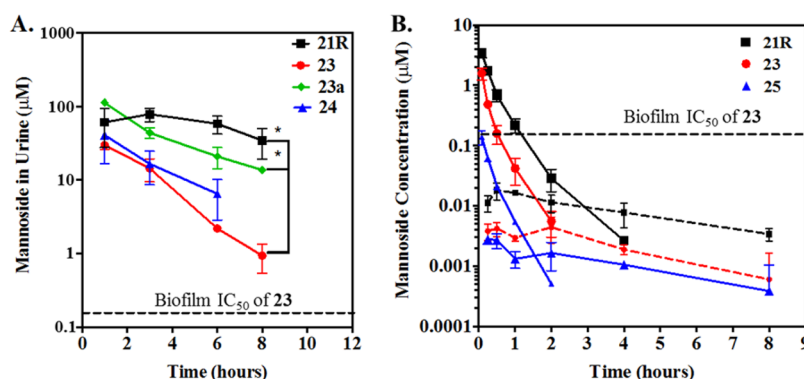 A.
1000
100
10
1
0.1
Mannoside in Urine (μM)
0 2 4 6 8 10 12
Time (hours)
21R
23
23a
24
*
*
Biofilm IC50 of 23
B.
10
1
0.1
0.01
0.001
0.0001
Mannoside Concentration (μM)
0 1 2 3 4 5 6 7 8 9
Time (hours)
21R
23
25
Biofilm IC50 of 23